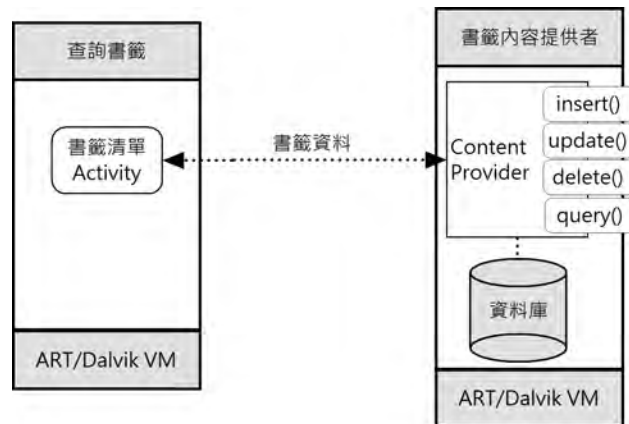 查詢書籤
書籤清單
Activity
ART/Dalvik VM
書籤資料
書籤內容提供者
Content
Provider
insert()
update()
delete()
query()
資料庫
ART/Dalvik VM